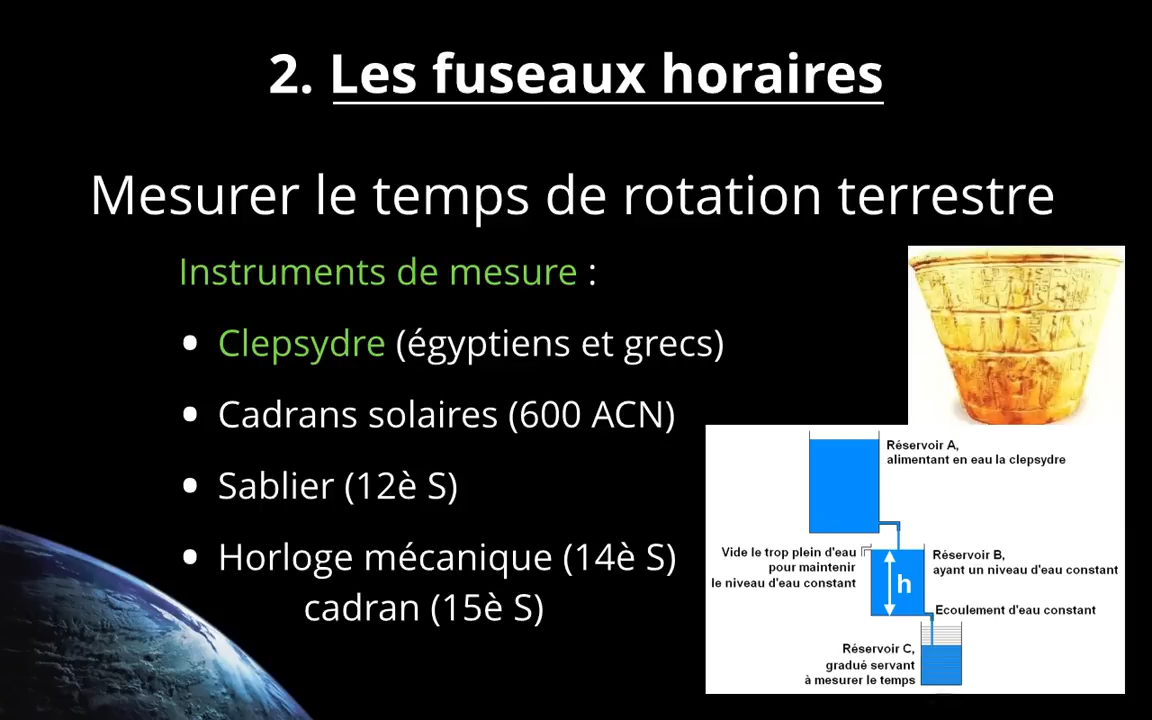 2. Les fuseaux horaires
Mesurer le temps de rotation terrestre
Instruments de mesure :
• Clepsydre (égyptiens et grecs)
• Cadrans solaires (600 ACN)
• Sablier (12è S)
• Horloge mécanique (14è S)
cadran (15è S)
Réservoir A,
alimentant en eau la clepsydre
Vide le trop plein d'eau
pour maintenir
le niveau d'eau constant
h
Réservoir B,
ayant un niveau d'eau constant
Ecoulement d'eau constant
Réservoir C,
gradué servant
à mesurer le temps